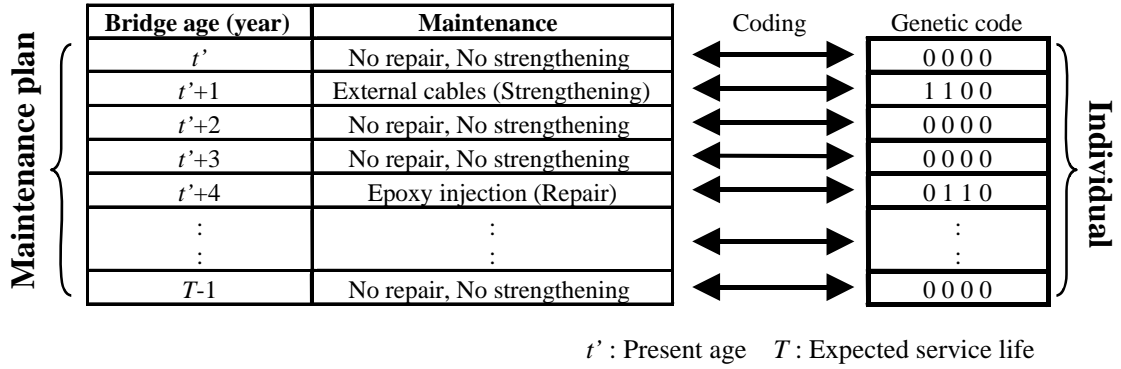 Bridge age (year) Maintenance Coding Genetic code
t’ No repair, No strengthening 0 0 0 0
t’+1 External cables (Strengthening) 1 1 0 0
t’+2 No repair, No strengthening 0 0 0 0
t’+3 No repair, No strengthening 0 0 0 0
t’+4 Epoxy injection (Repair) 0 1 1 0
: : :
: : :
T-1 No repair, No strengthening 0 0 0 0
Maintenance plan
Individual
t’ : Present age T : Expected service life